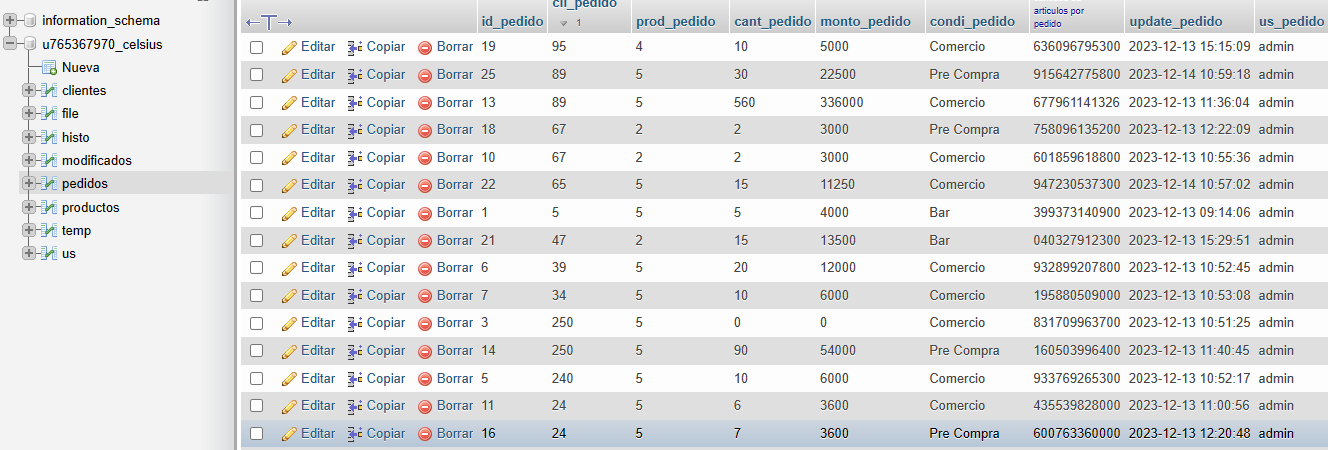 information_schema
u765367970_celsius
Nueva
clientes
file
histo
modificados
pedidos
productos
temp
us
id_pedido cli_pedido 1 prod_pedido cant_pedido monto_pedido condi_pedido articulos por pedido update_pedido us_pedido
Editar Copiar Borrar 19 95 4 10 5000 Comercio 636096795300 2023-12-13 15:15:09 admin
Editar Copiar Borrar 25 89 5 30 22500 Pre Compra 915642775800 2023-12-14 10:59:18 admin
Editar Copiar Borrar 13 89 5 560 336000 Comercio 677961141326 2023-12-13 11:36:04 admin
Editar Copiar Borrar 18 67 2 2 3000 Pre Compra 758096135200 2023-12-13 12:22:09 admin
Editar Copiar Borrar 10 67 2 2 3000 Comercio 601859618800 2023-12-13 10:55:36 admin
Editar Copiar Borrar 22 65 5 15 11250 Comercio 947230537300 2023-12-14 10:57:02 admin
Editar Copiar Borrar 1 5 5 5 4000 Bar 399373140900 2023-12-13 09:14:06 admin
Editar Copiar Borrar 21 47 2 15 13500 Bar 040327912300 2023-12-13 15:29:51 admin
Editar Copiar Borrar 6 39 5 20 12000 Comercio 932899207800 2023-12-13 10:52:45 admin
Editar Copiar Borrar 7 34 5 10 6000 Comercio 195880509000 2023-12-13 10:53:08 admin
Editar Copiar Borrar 3 250 5 0 0 Comercio 831709963700 2023-12-13 10:51:25 admin
Editar Copiar Borrar 14 250 5 90 54000 Pre Compra 160503996400 2023-12-13 11:40:45 admin
Editar Copiar Borrar 5 240 5 10 6000 Comercio 933769265300 2023-12-13 10:52:17 admin
Editar Copiar Borrar 11 24 5 6 3600 Comercio 435539828000 2023-12-13 11:00:56 admin
Editar Copiar Borrar 16 24 5 7 3600 Pre Compra 600763360000 2023-12-13 12:20:48 admin